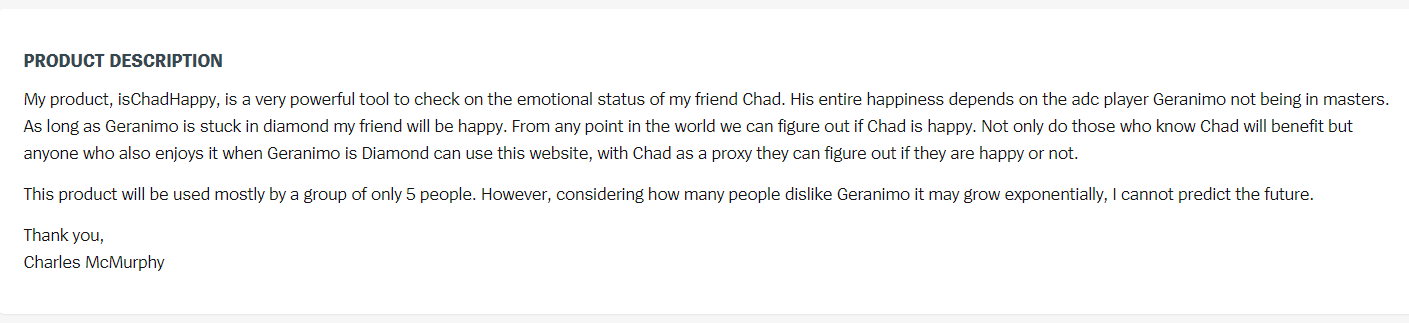 PRODUCT DESCRIPTION
My product, isChadHappy, is a very powerful tool to check on the emotional status of my friend Chad. His entire happiness depends on the adc player Geranimo not being in masters.
As long as Geranimo is stuck in diamond my friend will be happy. From any point in the world we can figure out if Chad is happy. Not only do those who know Chad will benefit but
anyone who also enjoys it when Geranimo is Diamond can use this website, with Chad as a proxy they can figure out if they are happy or not.
This product will be used mostly by a group of only 5 people. However, considering how many people dislike Geranimo it may grow exponentially, I cannot predict the future.
Thank you,
Charles McMurphy